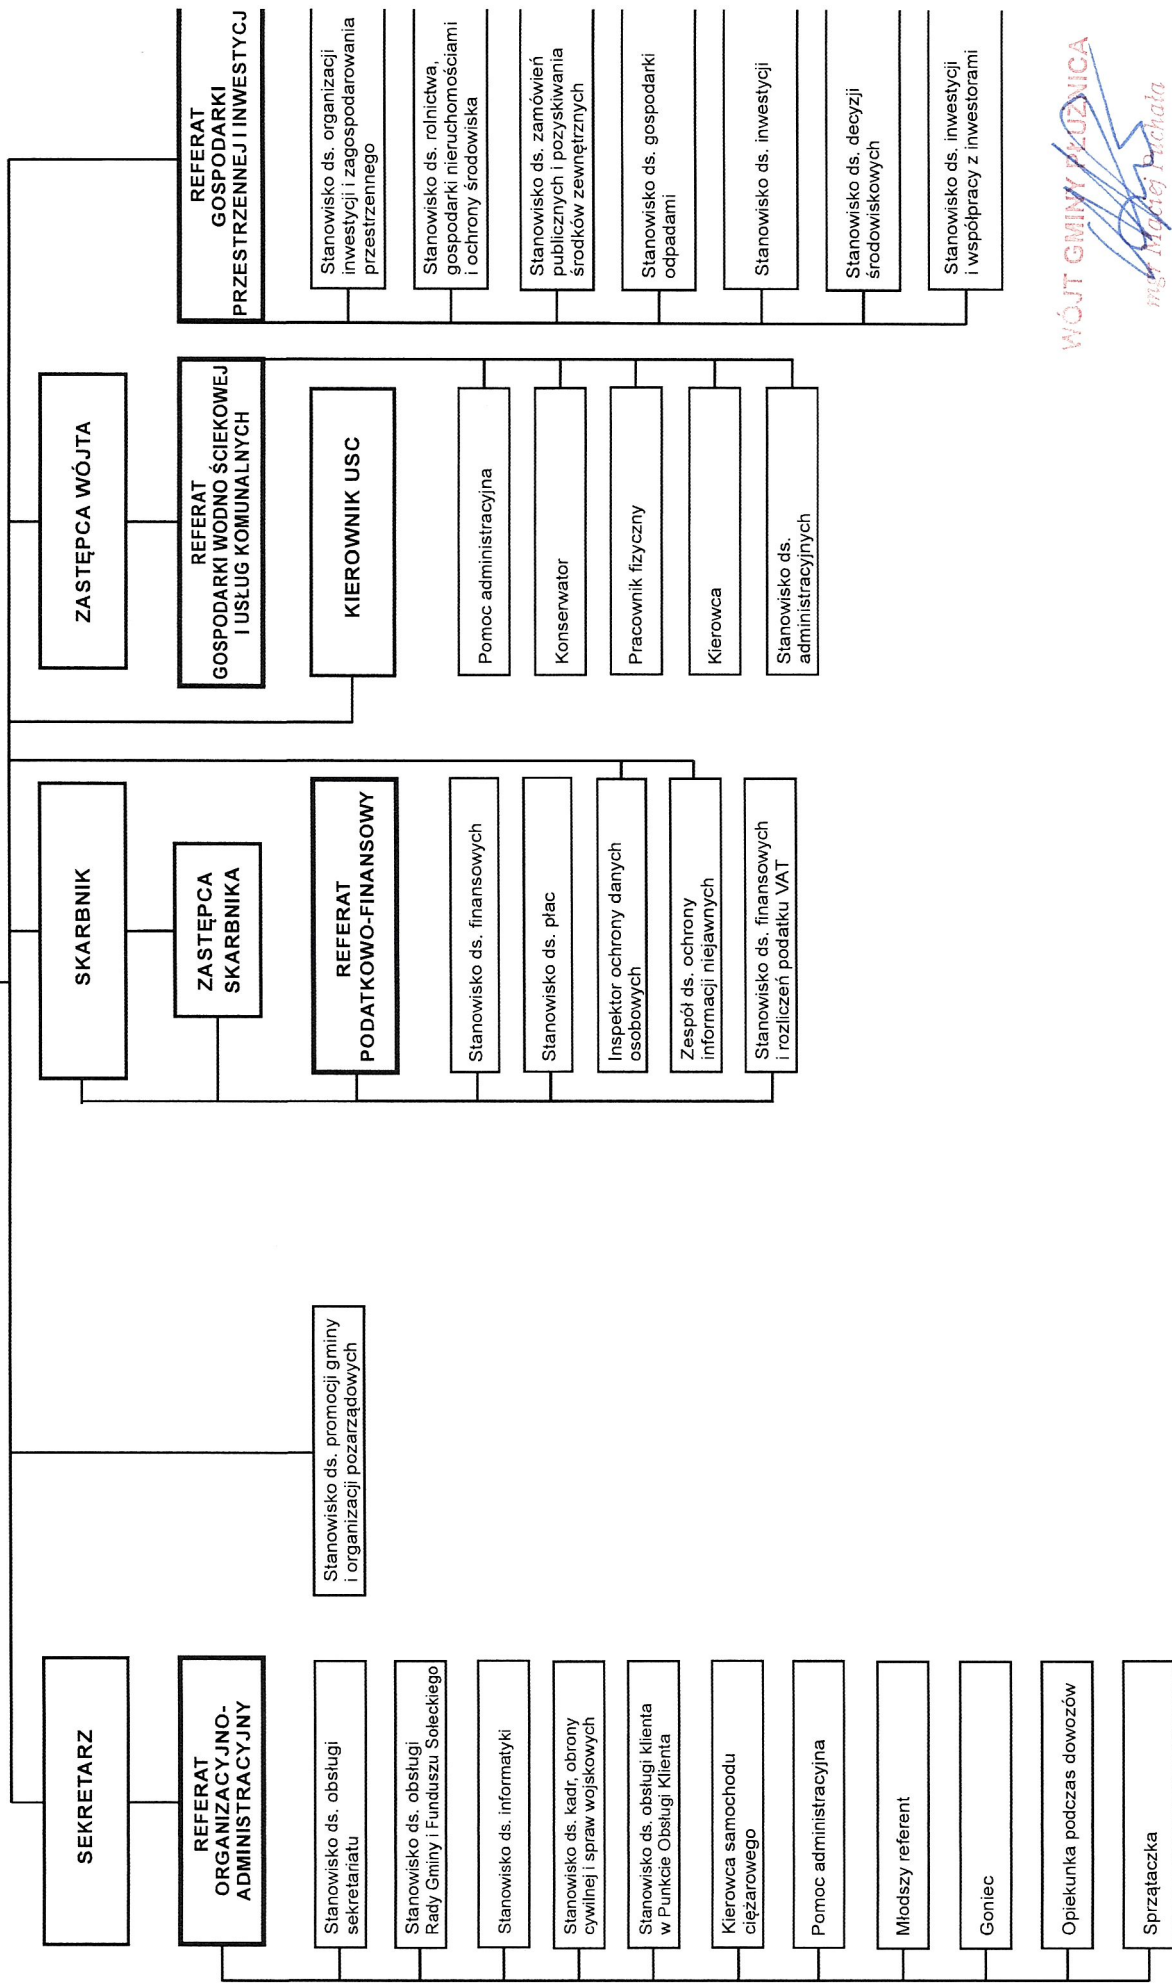 SEKRETARZ
REFERAT
ORGANIZACYJNO-
ADMINISTRACYJNY
Stanowisko ds. obsługi
sekretariatu
Stanowisko ds. obsługi
Rady Gminy i Funduszu Sołeckiego
Stanowisko ds. informatyki
Stanowisko ds. kadr, obrony
cywilnej i spraw wojskowych
Stanowisko ds. obsługi klienta
w Punkcie Obsługi Klienta
Kierowca samochodu
ciężarowego
Pomoc administracyjna
Młodszy referent
Goniec
Opiekunka podczas dowozów
Sprzątaczka
Stanowisko ds. promocji gminy
i organizacji pozarządowych
SKARBNIK
ZASTĘPCA
SKARBNIKA
REFERAT
PODATKOWO-FINANSOWY
Stanowisko ds. finansowych
Stanowisko ds. płac
Inspektor ochrony danych
osobowych
Zespół ds. ochrony
informacji niejawnych
Stanowisko ds. finansowych
i rozliczeń podatku VAT
ZASTĘPCA WÓJTA
REFERAT
GOSPODARKI WODNO ŚCIEKOWEJ
I USŁUG KOMUNALNYCH
KIEROWNIK USC
Pomoc administracyjna
Konserwator
Pracownik fizyczny
Kierowca
Stanowisko ds.
administracyjnych
REFERAT
GOSPODARKI
PRZESTRZENNEJ I INWESTYCJ
Stanowisko ds. organizacji
inwestycji i zagospodarowania
przestrzennego
Stanowisko ds. rolnictwa,
gospodarki nieruchomościami
i ochrony środowiska
Stanowisko ds. zamówień
publicznych i pozyskiwania
środków zewnętrznych
Stanowisko ds. gospodarki
odpadami
Stanowisko ds. inwestycji
Stanowisko ds. decyzji
środowiskowych
Stanowisko ds. inwestycji
i współpracy z inwestorami
WÓJT GMINY PŁUŻNICA
mgr Maciej Puchała